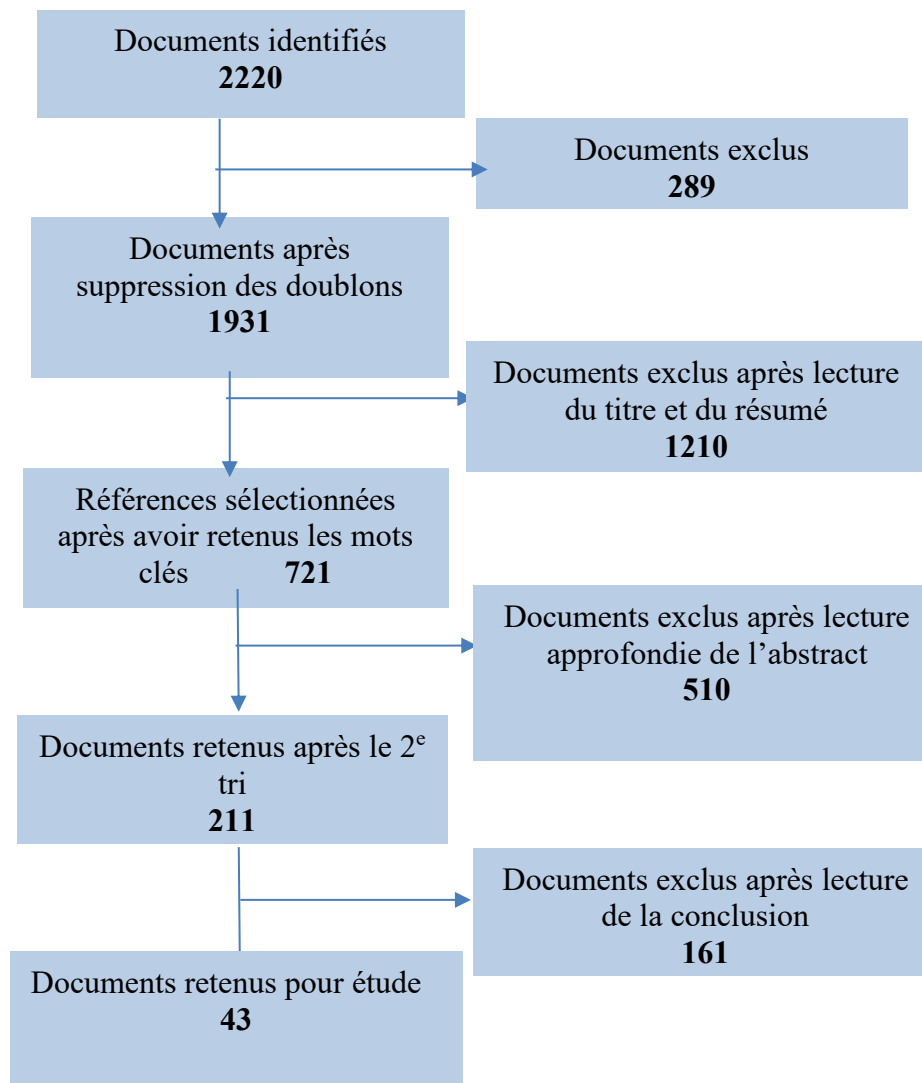 Documents identifiés
2220
Documents exclus
289
Documents après
suppression des doublons
1931
Documents exclus après lecture
du titre et du résumé
1210
Références sélectionnées
après avoir retenus les mots
clés 721
Documents exclus après lecture
approfondie de l’abstract
510
Documents retenus après le 2e
tri
211
Documents exclus après lecture
de la conclusion
161
Documents retenus pour étude
43